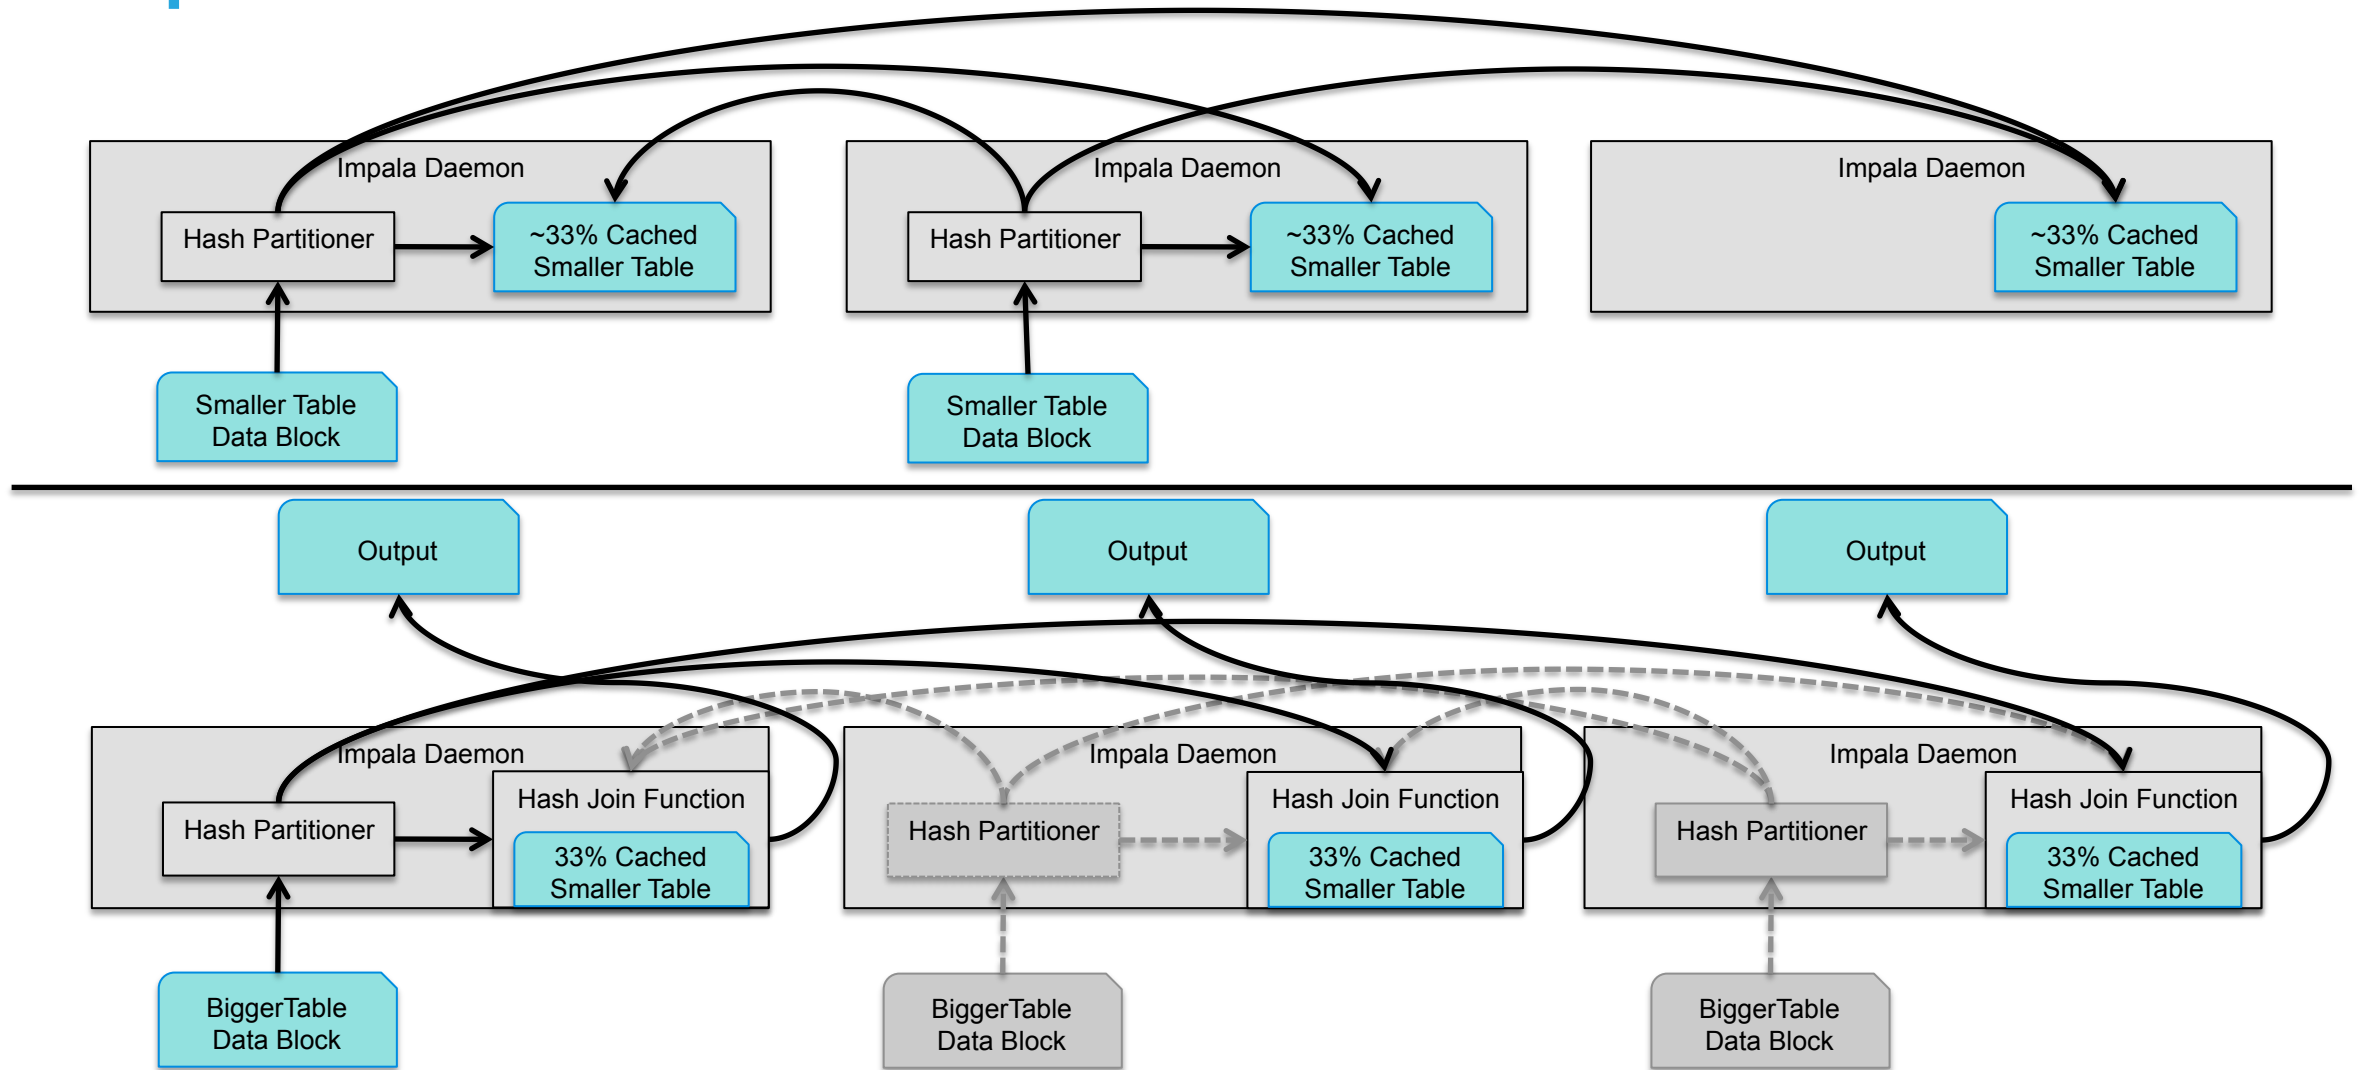 Impala Daemon
Hash Partitioner
~33% Cached
Smaller Table
Smaller Table
Data Block
Impala Daemon
Hash Partitioner
~33% Cached
Smaller Table
Smaller Table
Data Block
Impala Daemon
~33% Cached
Smaller Table
Output
Output
Output
Impala Daemon
Hash Partitioner
Hash Join Function
33% Cached
Smaller Table
BiggerTable
Data Block
Impala Daemon
Hash Partitioner
Hash Join Function
33% Cached
Smaller Table
BiggerTable
Data Block
Impala Daemon
Hash Partitioner
Hash Join Function
33% Cached
Smaller Table
BiggerTable
Data Block